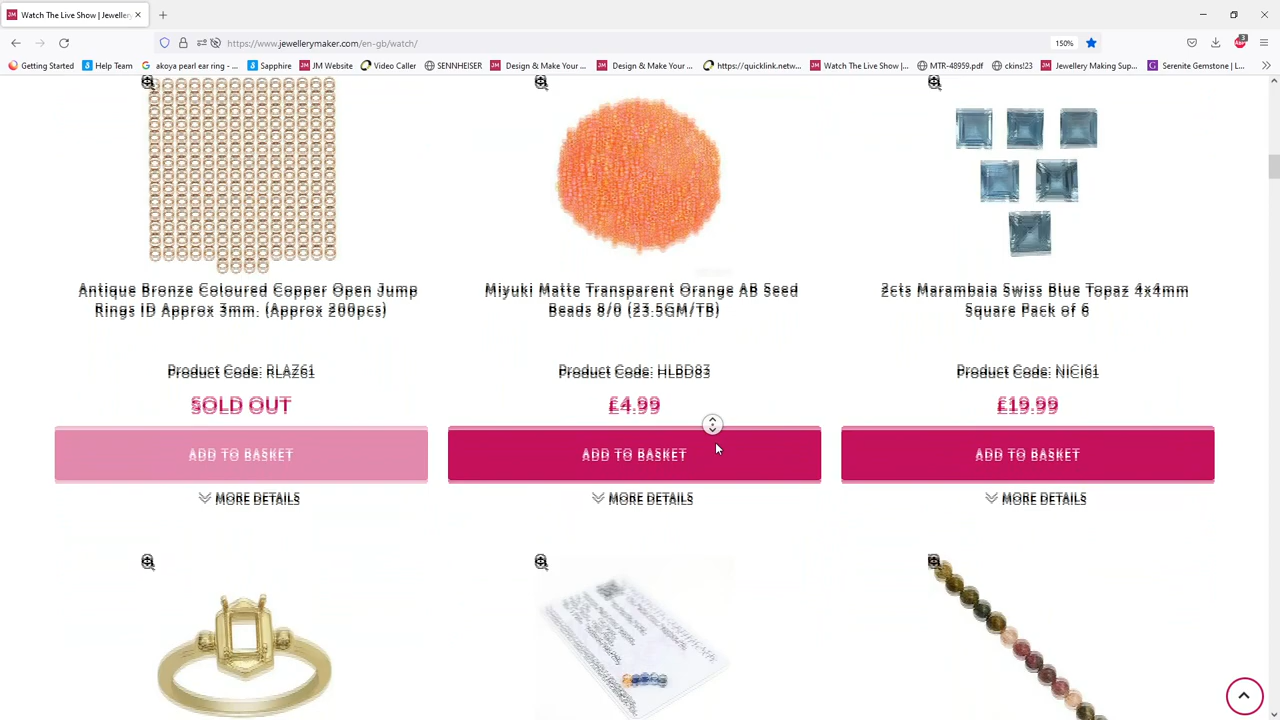 Watch The Live Show | Jeweller
https://www.jewellerymaker.com/en-gb/watch/
150%
3
Getting Started
Help Team
akoya pearl ear ring - ...
Sapphire
JM Website
Video Caller
SENNHEISER
Design & Make Your ...
Design & Make Your ...
https://quicklink.netw...
Watch The Live Show |...
MTR-48959.pdf
ckins!23
Jewellery Making Sup...
Serenite Gemstone | L...
Antique Bronze Coloured Copper Open Jump
Rings ID Approx 3mm. (Approx 200pcs)
Product Code: RLAZ61
SOLD OUT
ADD TO BASKET
MORE DETAILS
Miyuki Matte Transparent Orange AB Seed
Beads 8/0 (23.5GM/TB)
Product Code: HLBD83
£4.99
ADD TO BASKET
MORE DETAILS
2cts Marambaia Swiss Blue Topaz 4x4mm
Square Pack of 6
Product Code: NICI61
£19.99
ADD TO BASKET
MORE DETAILS